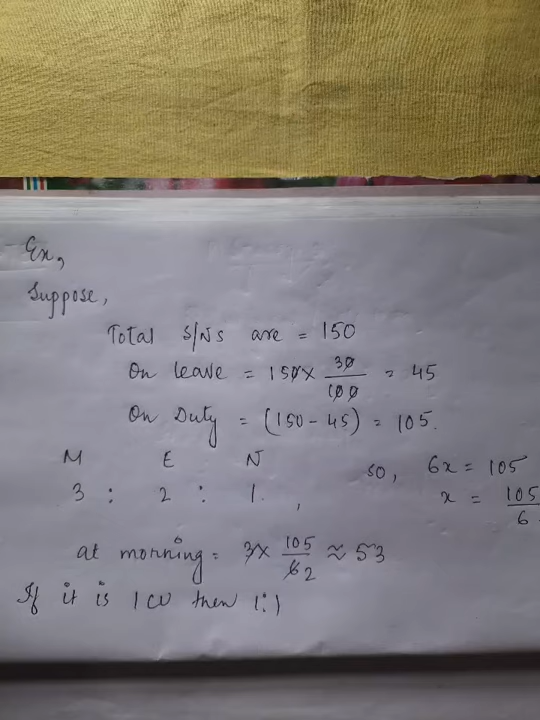 Ex,
Suppose,
Total S/Ns are = 150
On leave = 150 × 30/100 = 45
On Duty = (150 - 45) = 105.
M E N
3 : 2 : 1. , so, 6x = 105
x = 105/6
at morning = 3 × 105/6 2 ≈ 53
If it is ICU then 1:1